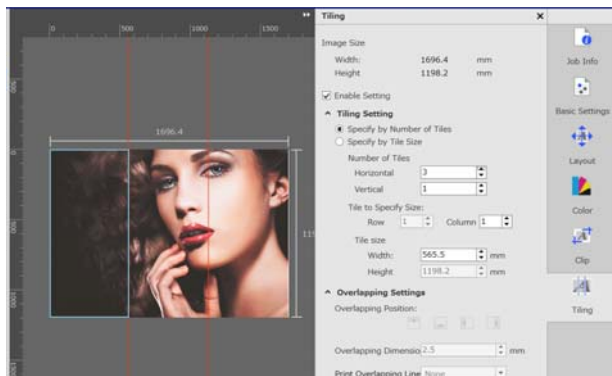 Tiling
Image Size
Width: 1696.4 mm
Height 1198.2 mm
Enable Setting
Tiling Setting
Specify by Number of Tiles
Specify by Tile Size
Number of Tiles
Horizontal 3
Vertical 1
Tile to Specify Size:
Row 1 Column 1
Tile size
Width: 565.5 mm
Height 1198.2 mm
Overlapping Settings
Overlapping Position:
Overlapping Dimensio 2.5 mm
Print Overlapping Line None
Job Info
Basic Settings
Layout
Color
Clip
Tiling
0 500 1000 1500
1696.4
0
500
1000